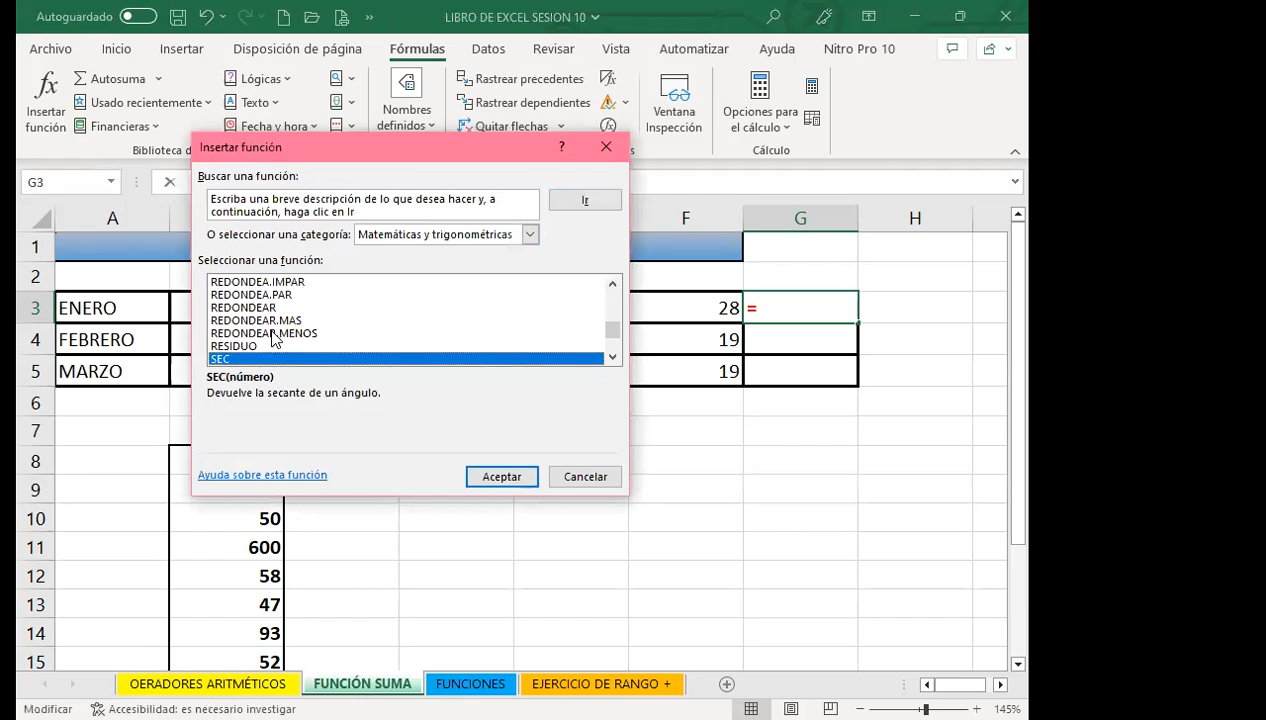 Autoguardado
LIBRO DE EXCEL SESION 10
Archivo Inicio Insertar Disposición de página Fórmulas Datos Revisar Vista Automatizar Ayuda Nitro Pro 10
fx Autosuma Lógicas Rastrear precedentes fx
Insertar función Usado recientemente Texto Nombres definidos Rastrear dependientes Ventana Inspección Opciones para el cálculo
Financieras Fecha y hora Quitar flechas
Biblioteca d Cálculo
Insertar función ?
Buscar una función:
G3
Escriba una breve descripción de lo que desea hacer y, a
continuación, haga clic en Ir
Ir
O seleccionar una categoría: Matemáticas y trigonométricas
Seleccionar una función:
REDONDEA.IMPAR
REDONDEA.PAR
REDONDEAR
REDONDEAR.MAS
REDONDEAR.MENOS
RESIDUO
SEC
SEC(número)
Devuelve la secante de un ángulo.
Ayuda sobre esta función
Aceptar Cancelar
A F G H
1
2
3 ENERO 28 =
4 FEBRERO 19
5 MARZO 19
6
7
8
9
10 50
11 600
12 58
13 47
14 93
15 52
OERADORES ARITMÉTICOS FUNCIÓN SUMA FUNCIONES EJERCICIO DE RANGO +
Modificar Accesibilidad: es necesario investigar 145%